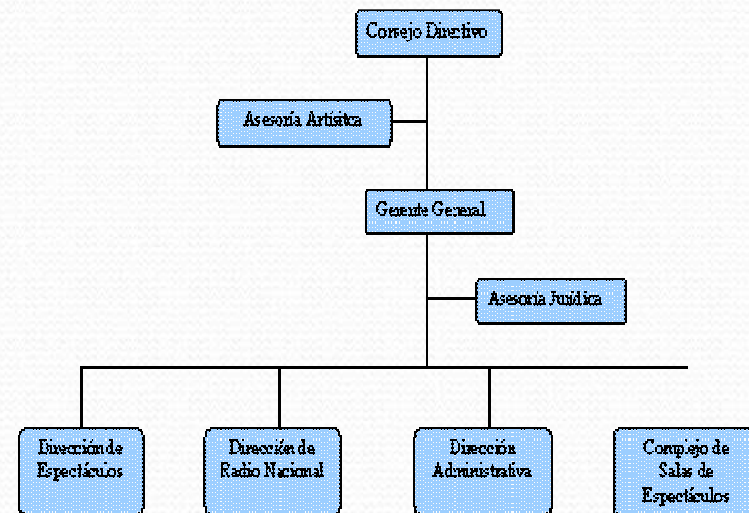 Consejo Directivo
Asesoría Artísitca
Gerente General
Asesoría Jurídica
Dirección de
Espectáculos
Dirección de
Radio Nacional
Dirección
Administrativa
Complejo de
Salas de
Espectáculos